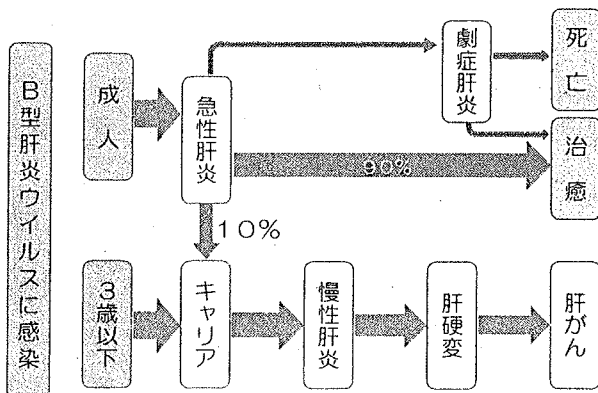 B型肝炎ウイルスに感染
成人
急性肝炎
劇症肝炎
死亡
治癒
90%
10%
3歳以下
キャリア
慢性肝炎
肝硬変
肝がん